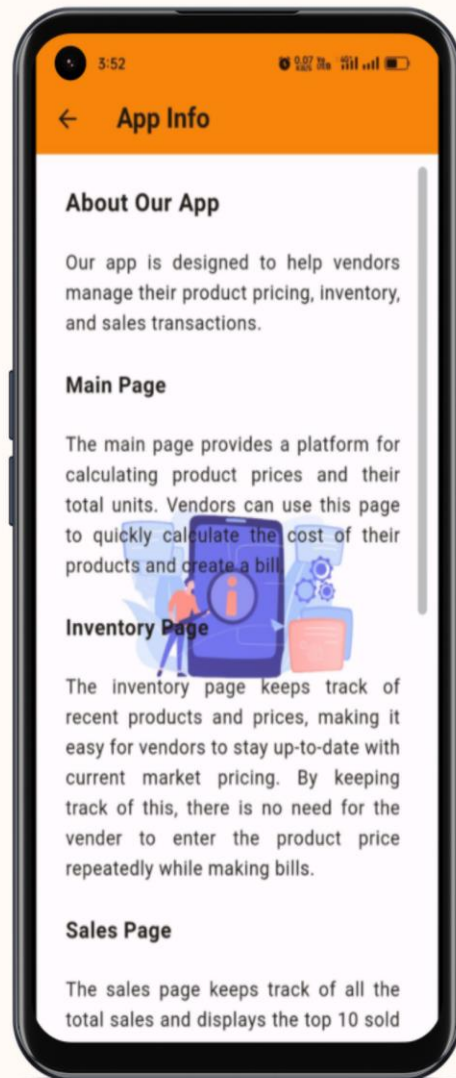 3:52
0.07
App Info
About Our App
Our app is designed to help vendors
manage their product pricing, inventory,
and sales transactions.
Main Page
The main page provides a platform for
calculating product prices and their
total units. Vendors can use this page
to quickly calculate the cost of their
products and create a bill.
Inventory Page
The inventory page keeps track of
recent products and prices, making it
easy for vendors to stay up-to-date with
current market pricing. By keeping
track of this, there is no need for the
vender to enter the product price
repeatedly while making bills.
Sales Page
The sales page keeps track of all the
total sales and displays the top 10 sold